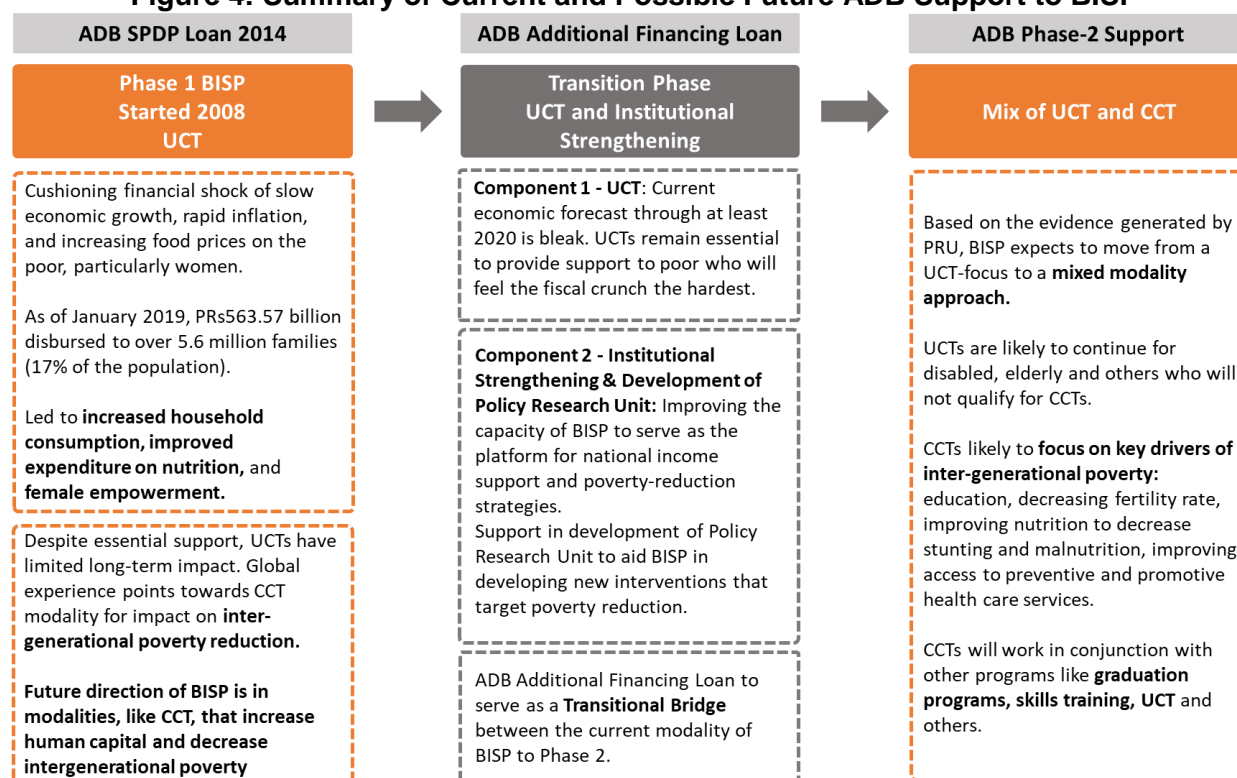 Figure 4: Summary of Current and Possible Future ADB Support to BISP
ADB SPDP Loan 2014
Phase 1 BISP
Started 2008
UCT
Cushioning financial shock of slow
economic growth, rapid inflation,
and increasing food prices on the
poor, particularly women.
As of January 2019, PRs563.57 billion
disbursed to over 5.6 million families
(17% of the population).
Led to increased household
consumption, improved
expenditure on nutrition, and
female empowerment.
Despite essential support, UCTs have
limited long-term impact. Global
experience points towards CCT
modality for impact on inter-
generational poverty reduction.
Future direction of BISP is in
modalities, like CCT, that increase
human capital and decrease
intergenerational poverty
ADB Additional Financing Loan
Transition Phase
UCT and Institutional
Strengthening
Component 1 - UCT: Current
economic forecast through at least
2020 is bleak. UCTs remain essential
to provide support to poor who will
feel the fiscal crunch the hardest.
Component 2 - Institutional
Strengthening & Development of
Policy Research Unit: Improving the
capacity of BISP to serve as the
platform for national income
support and poverty-reduction
strategies.
Support in development of Policy
Research Unit to aid BISP in
developing new interventions that
target poverty reduction.
ADB Additional Financing Loan to
serve as a Transitional Bridge
between the current modality of
BISP to Phase 2.
ADB Phase-2 Support
Mix of UCT and CCT
Based on the evidence generated by
PRU, BISP expects to move from a
UCT-focus to a mixed modality
approach.
UCTs are likely to continue for
disabled, elderly and others who will
not qualify for CCTs.
CCTs likely to focus on key drivers of
inter-generational poverty:
education, decreasing fertility rate,
improving nutrition to decrease
stunting and malnutrition, improving
access to preventive and promotive
health care services.
CCTs will work in conjunction with
other programs like graduation
programs, skills training, UCT and
others.